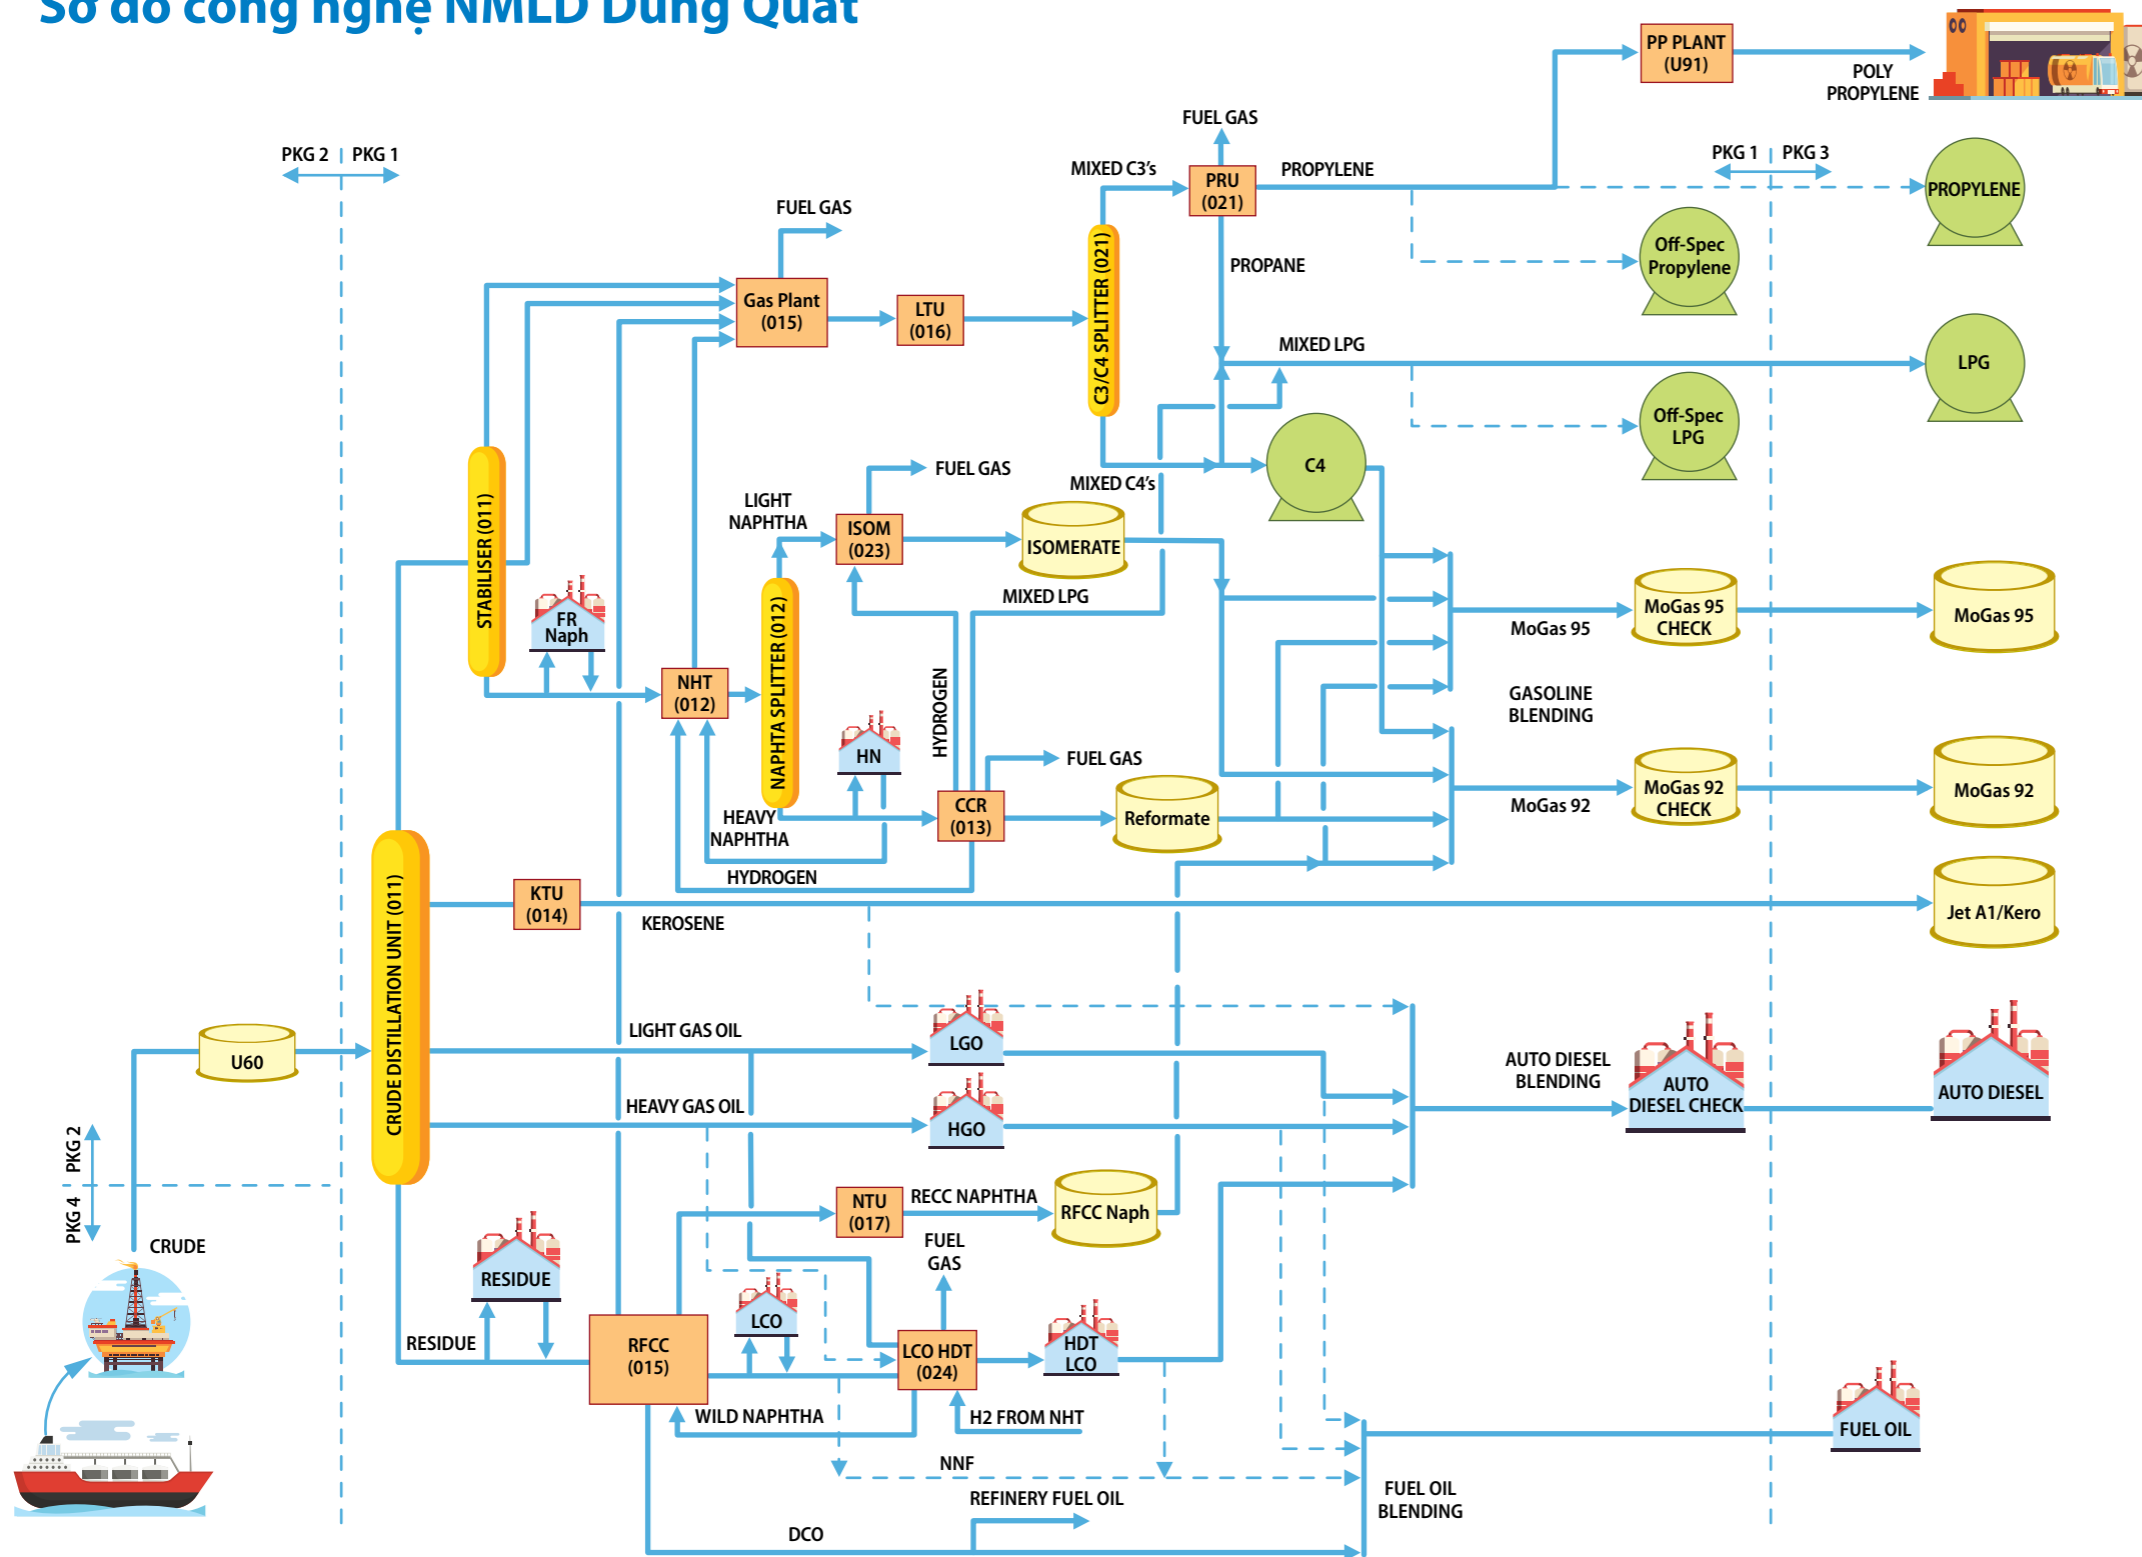 Sơ đồ công nghệ NMLD Dung Quất
PP PLANT
(U91)
POLY
PROPYLENE
FUEL GAS
PKG 2
PKG 1
MIXED C3's
PRU
(021)
PROPYLENE
PKG 1
PKG 3
PROPYLENE
FUEL GAS
Off-Spec
Propylene
PROPANE
Gas Plant
(015)
LTU
(016)
C3/C4 SPLITTER (021)
MIXED LPG
LPG
Off-Spec
LPG
C4
FUEL GAS
MIXED C4's
LIGHT
NAPHTHA
ISOM
(023)
ISOMERATE
STABILISER (011)
MIXED LPG
FR
Naph
NAPHTA SPLITTER (012)
MoGas 95
MoGas 95
CHECK
MoGas 95
NHT
(012)
HYDROGEN
GASOLINE
BLENDING
HN
FUEL GAS
CCR
(013)
Reformate
MoGas 92
MoGas 92
CHECK
MoGas 92
HEAVY
NAPHTHA
HYDROGEN
KTU
(014)
KEROSENE
Jet A1/Kero
CRUDE DISTILLATION UNIT (011)
LIGHT GAS OIL
LGO
U60
AUTO DIESEL
BLENDING
AUTO
DIESEL CHECK
AUTO DIESEL
HEAVY GAS OIL
HGO
PKG 2
PKG 4
CRUDE
NTU
(017)
RECC NAPHTHA
RFCC Naph
FUEL
GAS
RESIDUE
LCO
RESIDUE
RFCC
(015)
LCO HDT
(024)
HDT
LCO
WILD NAPHTHA
H2 FROM NHT
FUEL OIL
NNF
REFINERY FUEL OIL
FUEL OIL
BLENDING
DCO